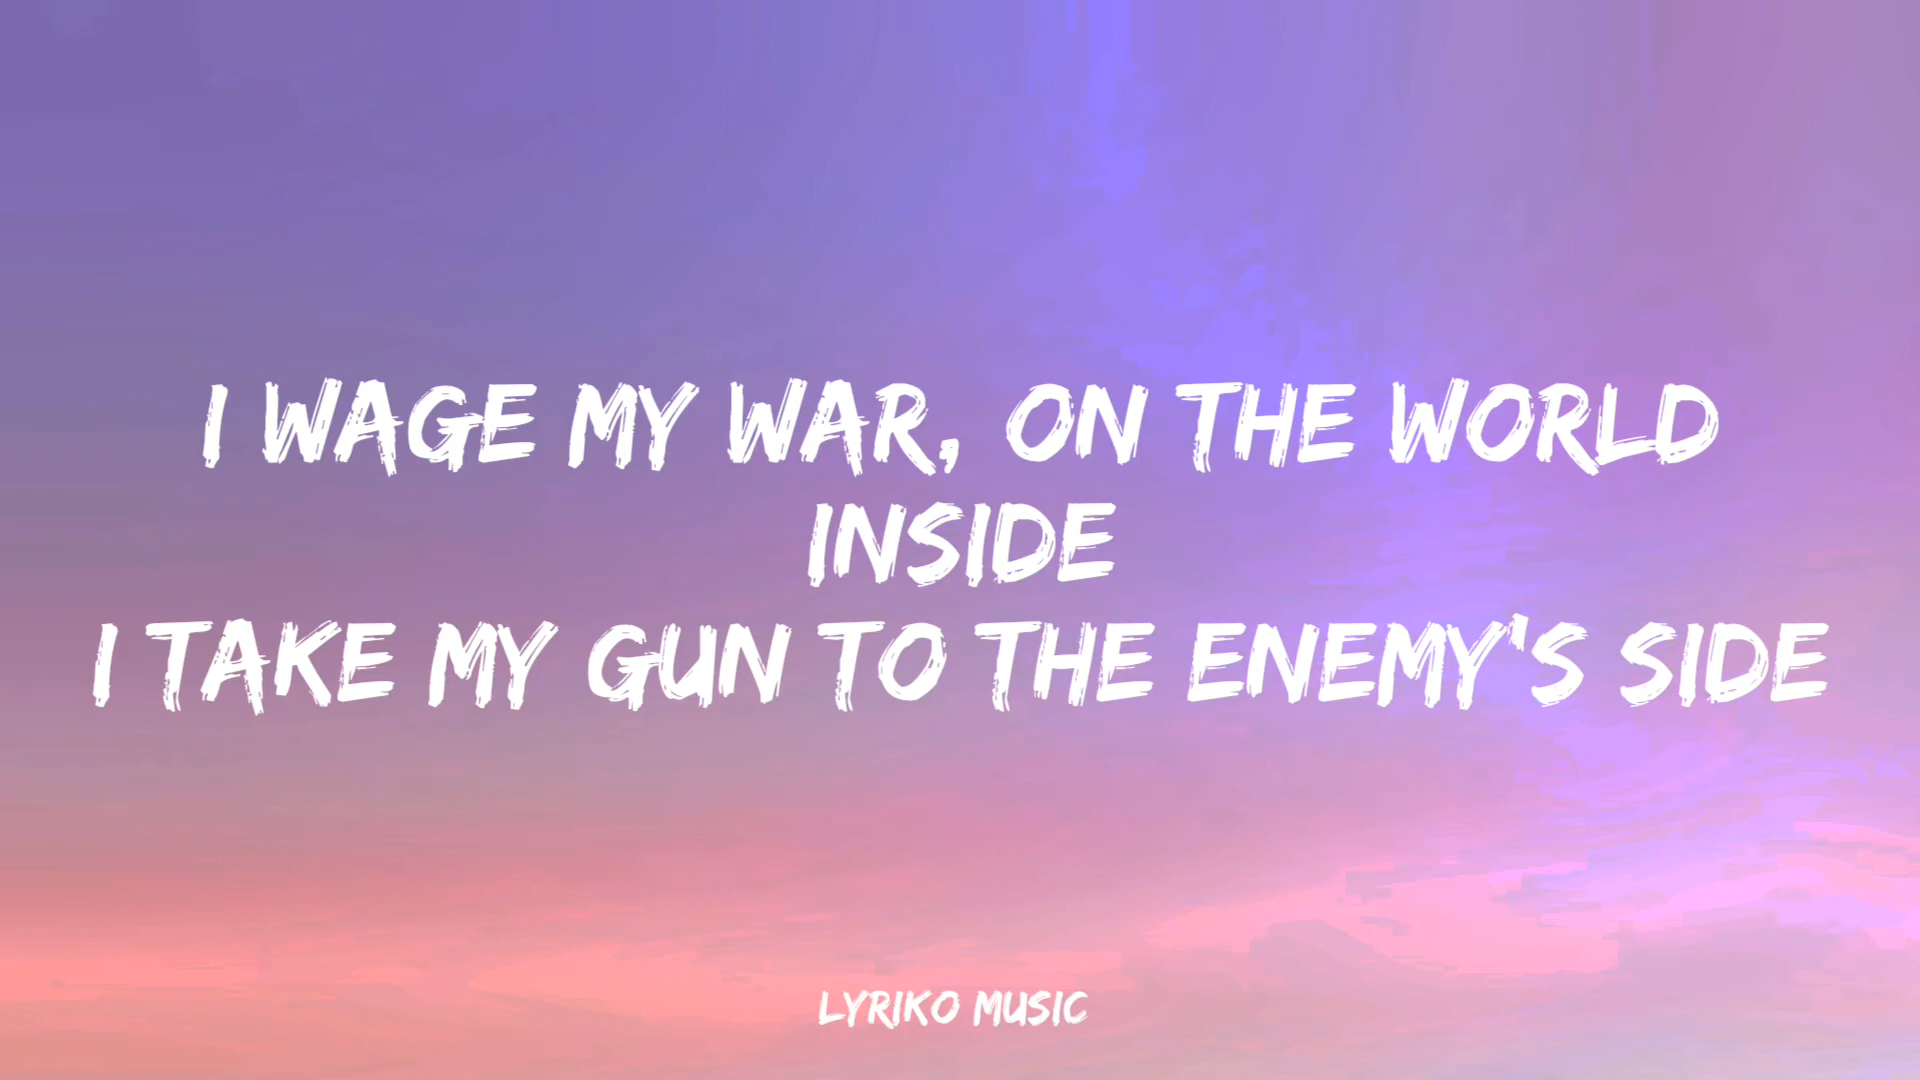 I WAGE MY WAR, ON THE WORLD
INSIDE
I TAKE MY GUN TO THE ENEMY'S SIDE
LYRIKO MUSIC